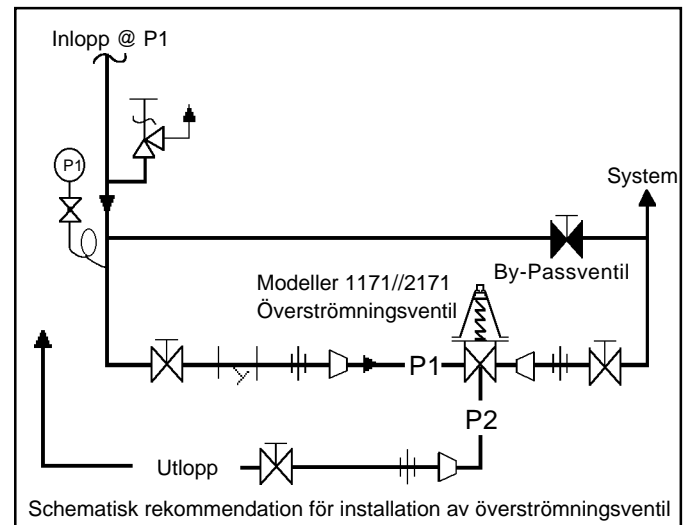 Inlopp @ P1
P1
System
By-Passventil
Modeller 1171//2171
Överströmningsventil
P1
P2
Utlopp
Schematisk rekommendation för installation av överströmningsventil